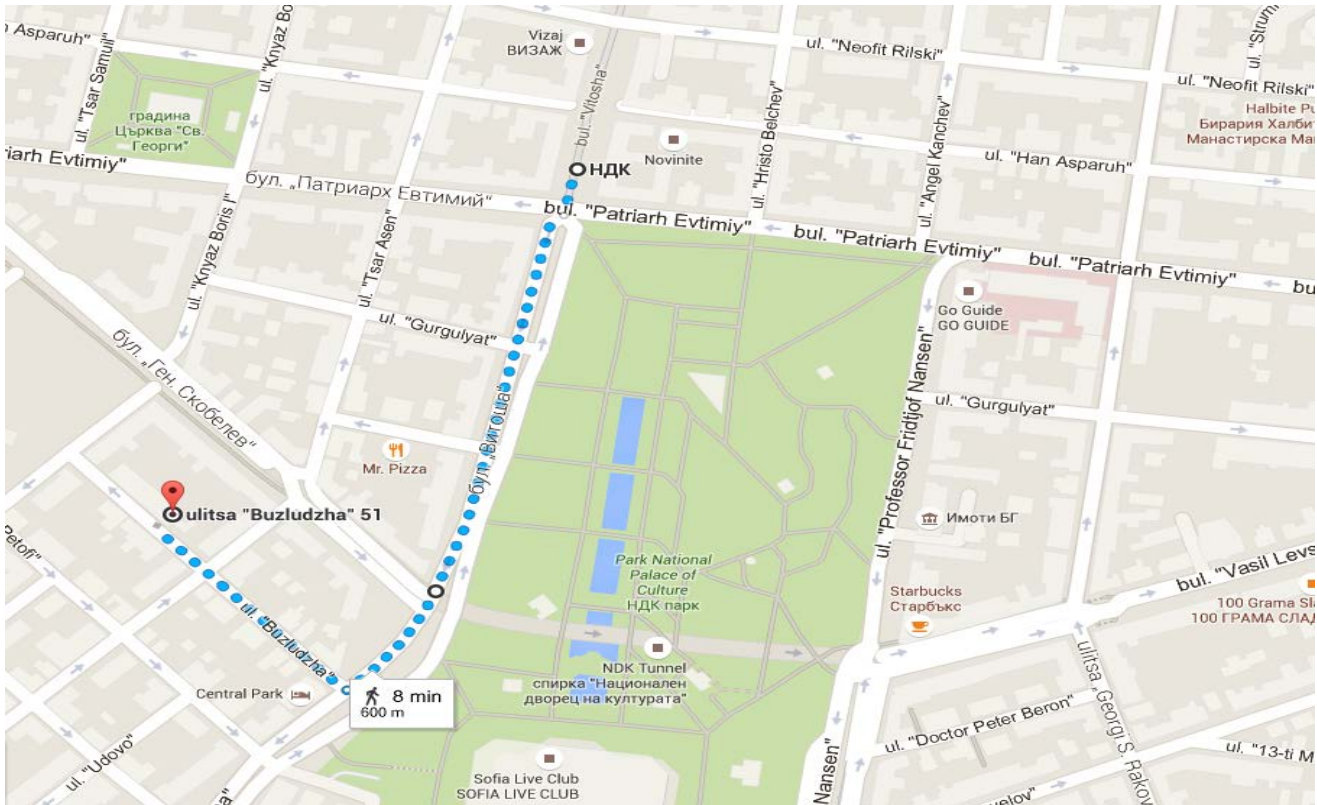 Asparuh"
ul. "Tsar Samuil"
ul. "Knyaz Bo
Vizaj
ВИЗАЖ
bul. "Vitosha"
ul. "Neofit Rilski"
ul. "Strum
ul. "Neofit Rilski"
градина
Църква "Св.
Георги"
Novinite
ul. "Hristo Belchev"
ul. "Angel Kanchev"
ul. "Han Asparuh"
Halbite Pu
Бирария Халби
Манастирска Ма
riarh Evtimiy"
НДК
бул. „Патриарх Евтимий"
bul. "Patriarh Evtimiy"
bul. "Patriarh Evtimiy"
bul. "Patriarh Evtimiy"
bu
ul. "Knyaz Boris I"
ul. "Tsar Asen"
ul. "Gurgulyat"
Go Guide
GO GUIDE
бул. „Ген. Скобелев"
бул. „Витоша"
ul. "Professor Fridtjof Nansen"
ul. "Gurgulyat"
Mr. Pizza
ulitsa "Buzludzha" 51
Имоти БГ
Petofi"
Park National
Palace of
Culture
НДК парк
Starbucks
Старбъкс
bul. "Vasil Levs
100 Grama Sl
100 ГРАМА СЛАД
ul. "Buzludzha"
NDK Tunnel
спирка "Национален
дворец на културата"
ulitsa „Georgi S. Rakov
Central Park
8 min
600 m
ul. "Udovo"
ul. "Doctor Peter Beron"
ul. "13-ti M
Sofia Live Club
SOFIA LIVE CLUB
Nansen"
velov"